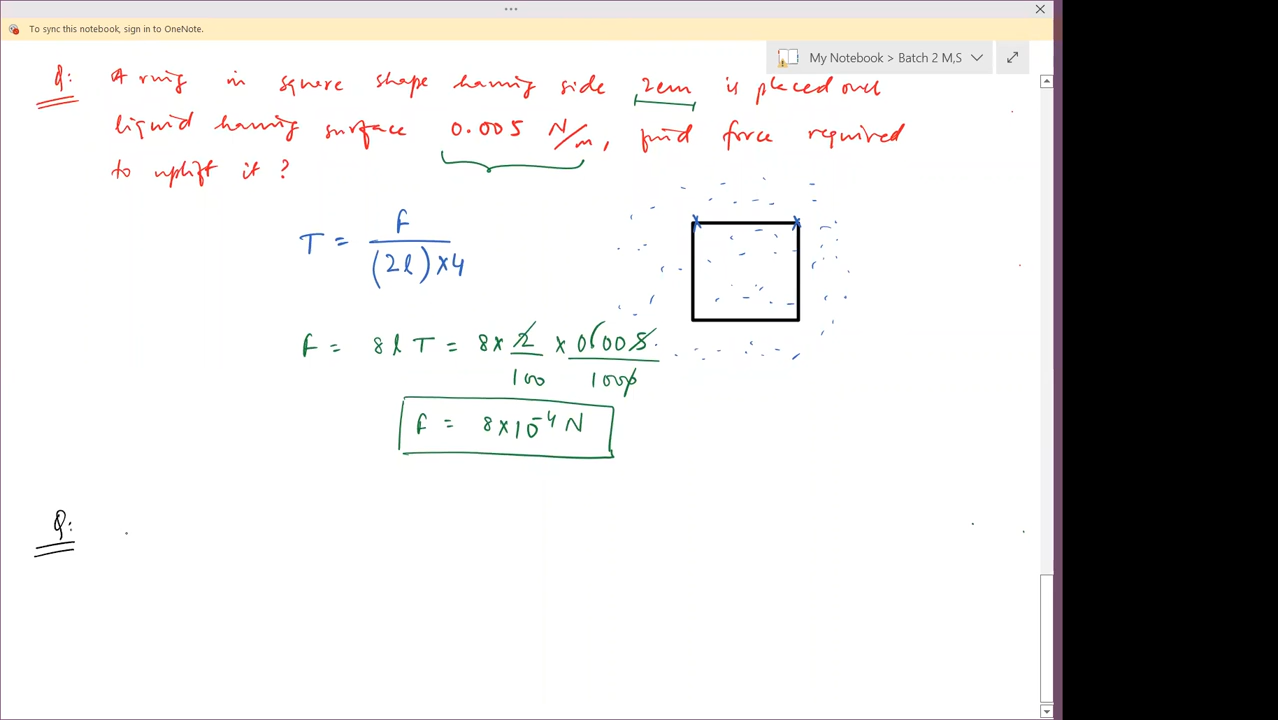 To sync this notebook, sign in to OneNote.
My Notebook > Batch 2 M,S
Q: A ring in square shape having side 2cm is placed over
liquid having surface 0.005 N/m, find force required
to uplift it ?
T = F / (2l) × 4
F = 8 l T = 8 × 2/100 × 0.005/1000
F = 8×10⁻⁴ N
Q: